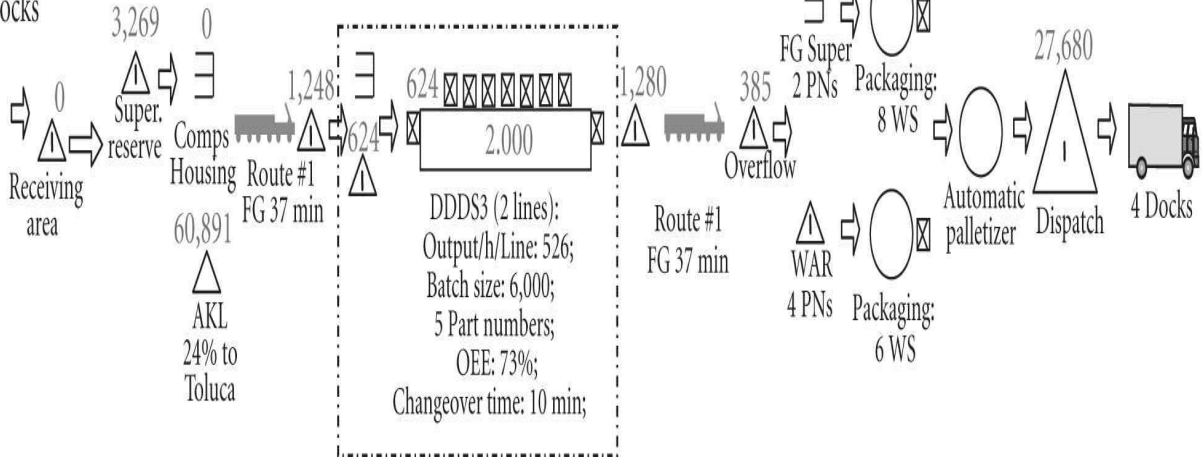 ocks
3,269
0
0
Super.
reserve
Comps
Housing
1,248
Receiving
area
Route #1
FG 37 min
60,891
AKL
24% to
Toluca
624
624
2.000
DDDS3 (2 lines):
Output/h/Line: 526;
Batch size: 6,000;
5 Part numbers;
OEE: 73%;
Changeover time: 10 min;
1,280
Route #1
FG 37 min
385
Overflow
FG Super
2 PNs
Packaging:
8 WS
WAR
4 PNs
Packaging:
6 WS
Automatic
palletizer
27,680
Dispatch
4 Docks